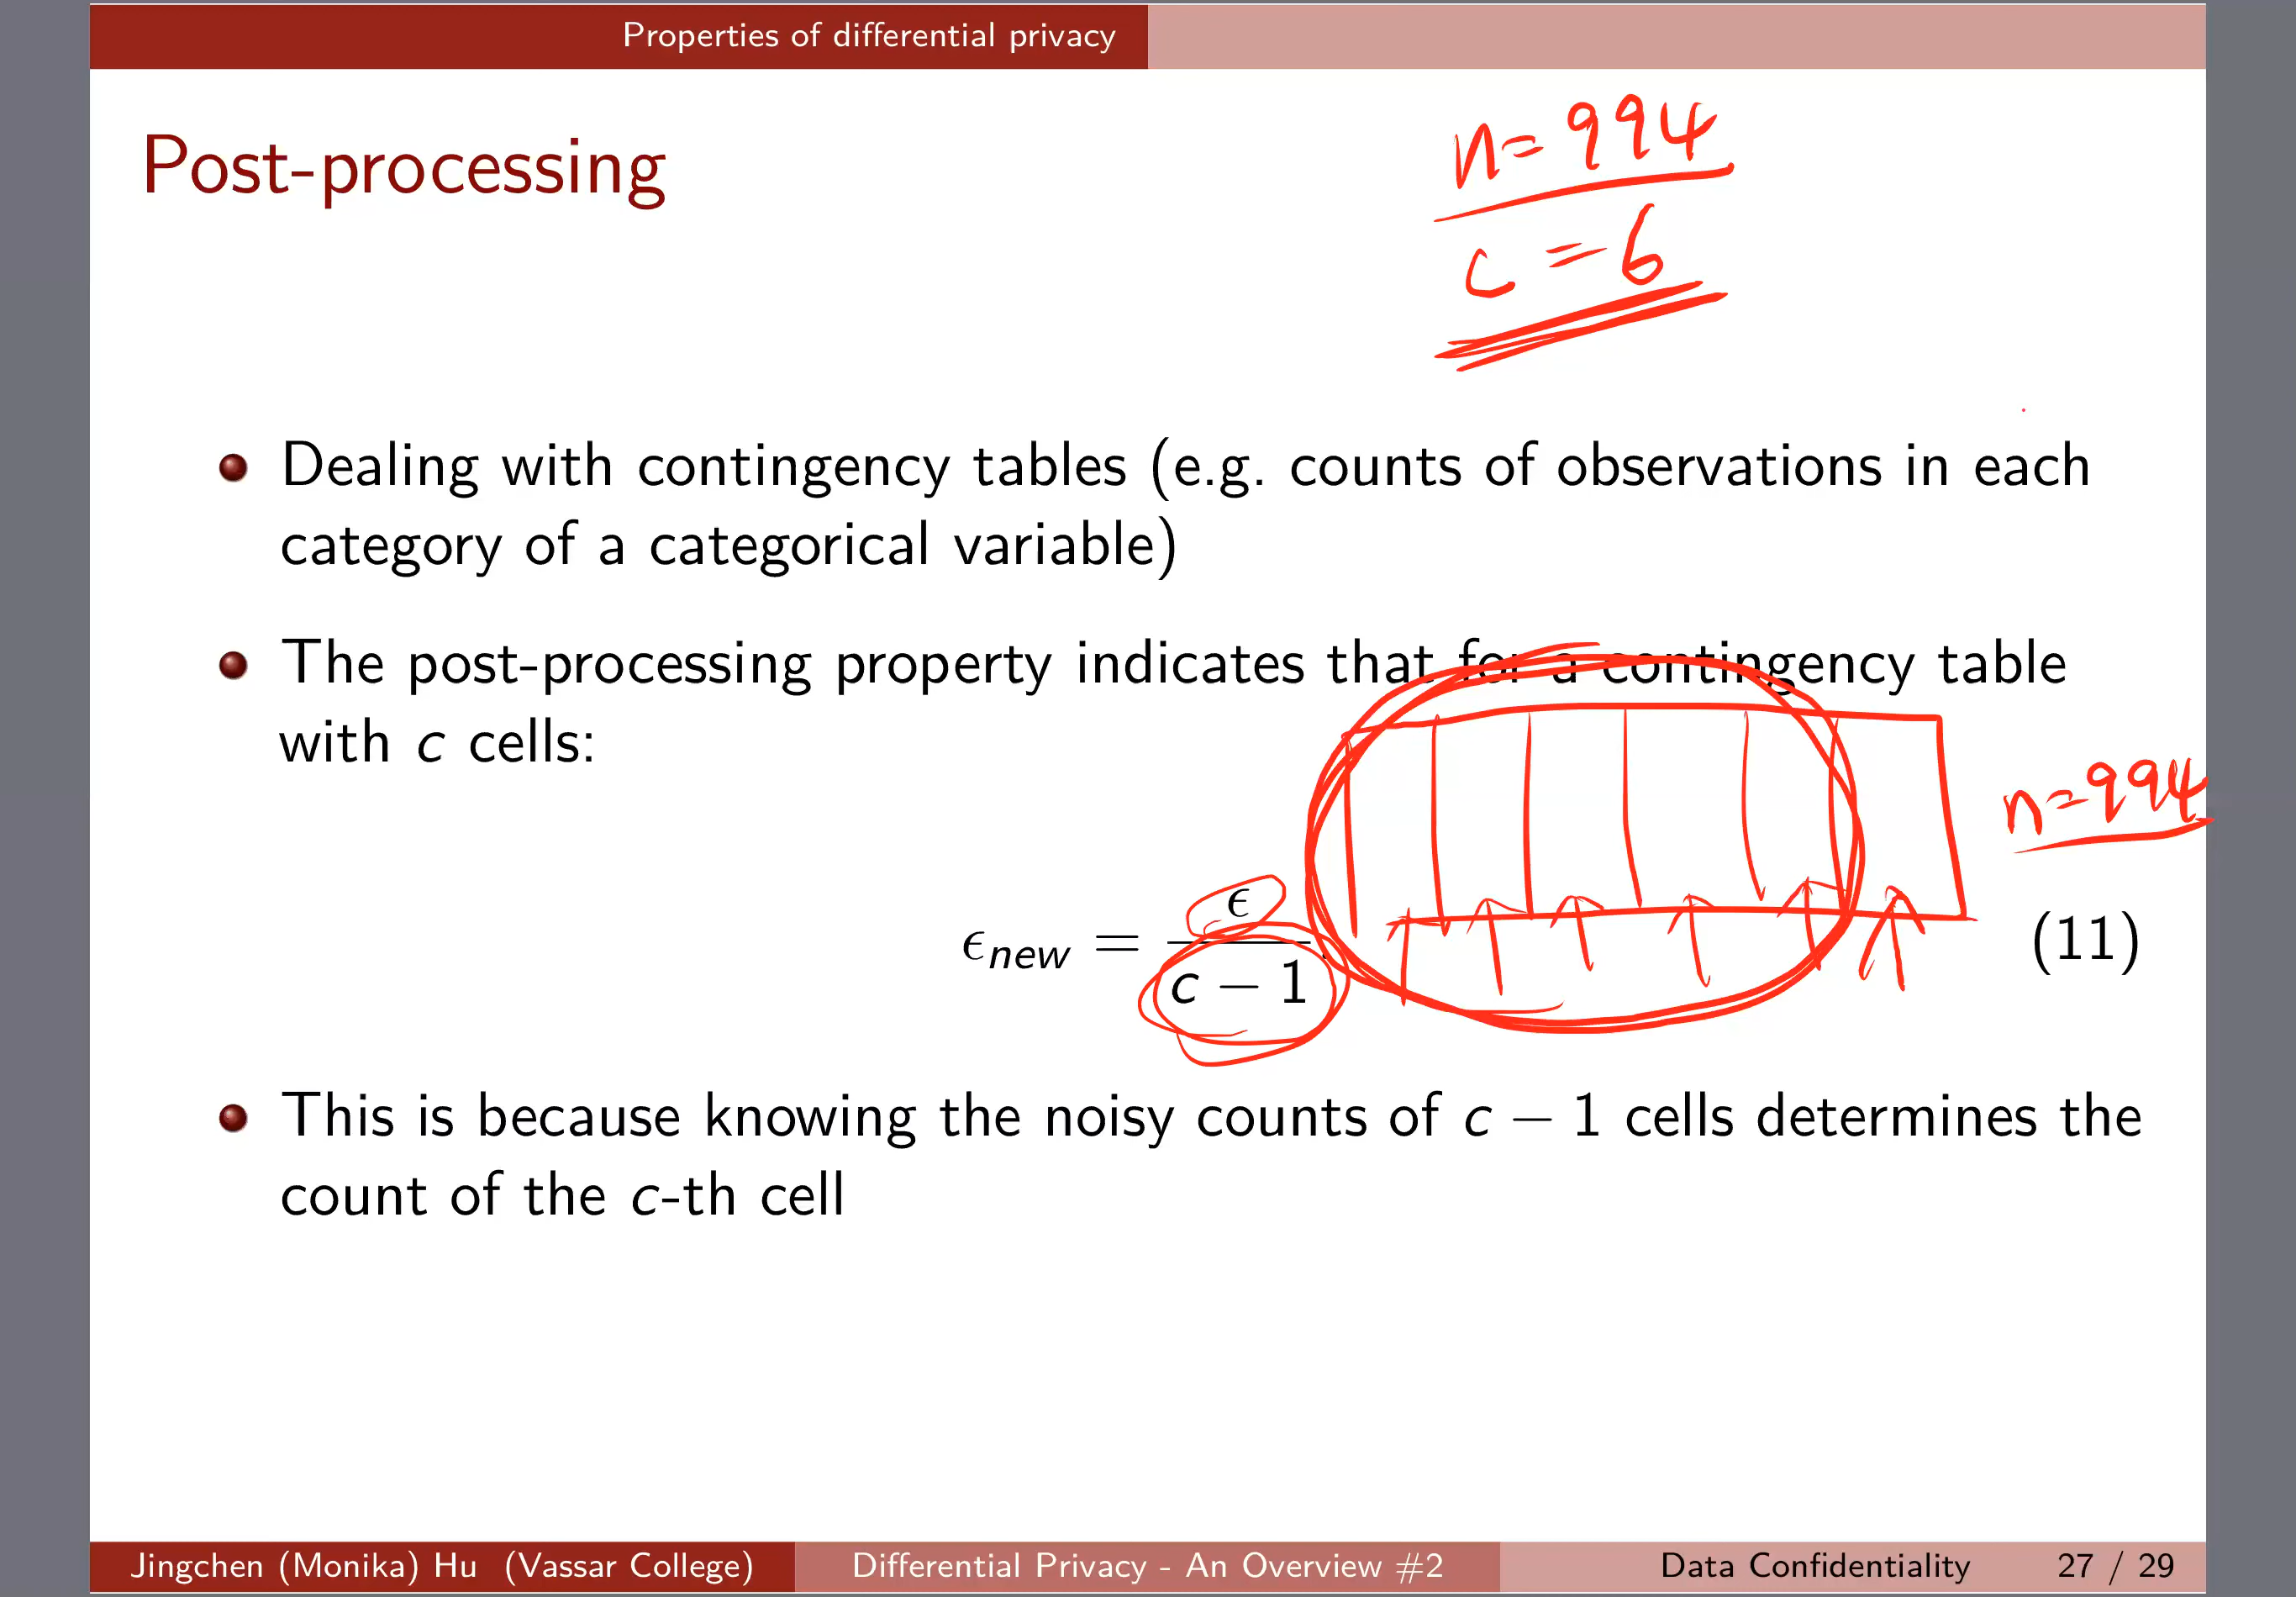 Properties of differential privacy
Post-processing
n=994
c=6
Dealing with contingency tables (e.g. counts of observations in each
category of a categorical variable)
The post-processing property indicates that for a contingency table
with c cells:
n=994
ϵnew = ϵ / (c − 1). (11)
This is because knowing the noisy counts of c − 1 cells determines the
count of the c-th cell
Jingchen (Monika) Hu (Vassar College) Differential Privacy - An Overview #2 Data Confidentiality 27 / 29